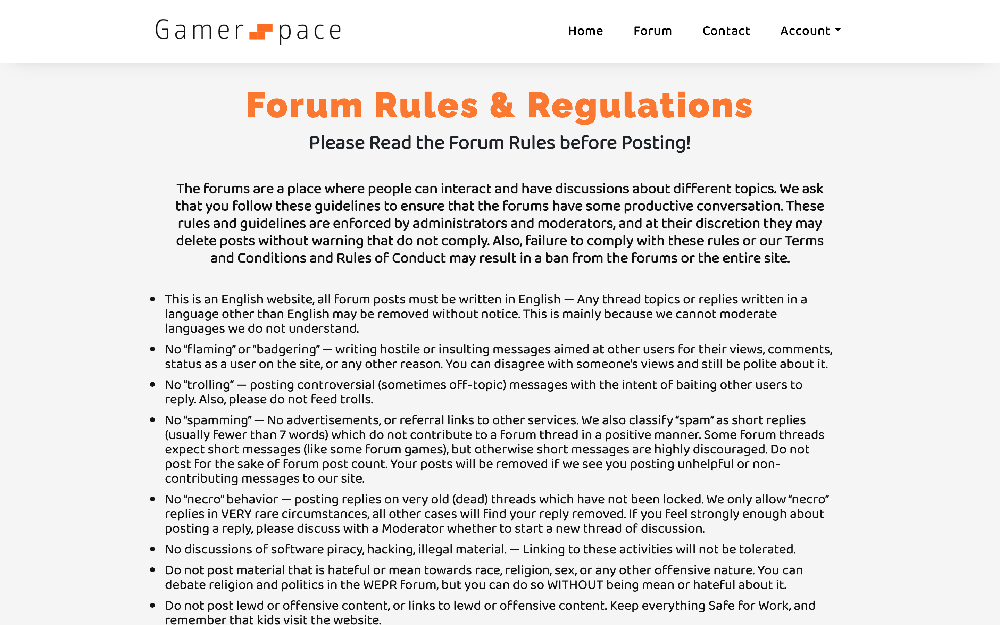 Gamer pace
Home Forum Contact Account
Forum Rules & Regulations
Please Read the Forum Rules before Posting!
The forums are a place where people can interact and have discussions about different topics. We ask
that you follow these guidelines to ensure that the forums have some productive conversation. These
rules and guidelines are enforced by administrators and moderators, and at their discretion they may
delete posts without warning that do not comply. Also, failure to comply with these rules or our Terms
and Conditions and Rules of Conduct may result in a ban from the forums or the entire site.
• This is an English website, all forum posts must be written in English — Any thread topics or replies written in a
language other than English may be removed without notice. This is mainly because we cannot moderate
languages we do not understand.
• No “flaming” or “badgering” — writing hostile or insulting messages aimed at other users for their views, comments,
status as a user on the site, or any other reason. You can disagree with someone’s views and still be polite about it.
• No “trolling“ — posting controversial (sometimes off-topic) messages with the intent of baiting other users to
reply. Also, please do not feed trolls.
• No “spamming” — No advertisements, or referral links to other services. We also classify “spam” as short replies
(usually fewer than 7 words) which do not contribute to a forum thread in a positive manner. Some forum threads
expect short messages (like some forum games), but otherwise short messages are highly discouraged. Do not
post for the sake of forum post count. Your posts will be removed if we see you posting unhelpful or non-
contributing messages to our site.
• No “necro” behavior — posting replies on very old (dead) threads which have not been locked. We only allow “necro”
replies in VERY rare circumstances, all other cases will find your reply removed. If you feel strongly enough about
posting a reply, please discuss with a Moderator whether to start a new thread of discussion.
• No discussions of software piracy, hacking, illegal material. — Linking to these activities will not be tolerated.
• Do not post material that is hateful or mean towards race, religion, sex, or any other offensive nature. You can
debate religion and politics in the WEPR forum, but you can do so WITHOUT being mean or hateful about it.
• Do not post lewd or offensive content, or links to lewd or offensive content. Keep everything Safe for Work, and
remember that kids visit the website.